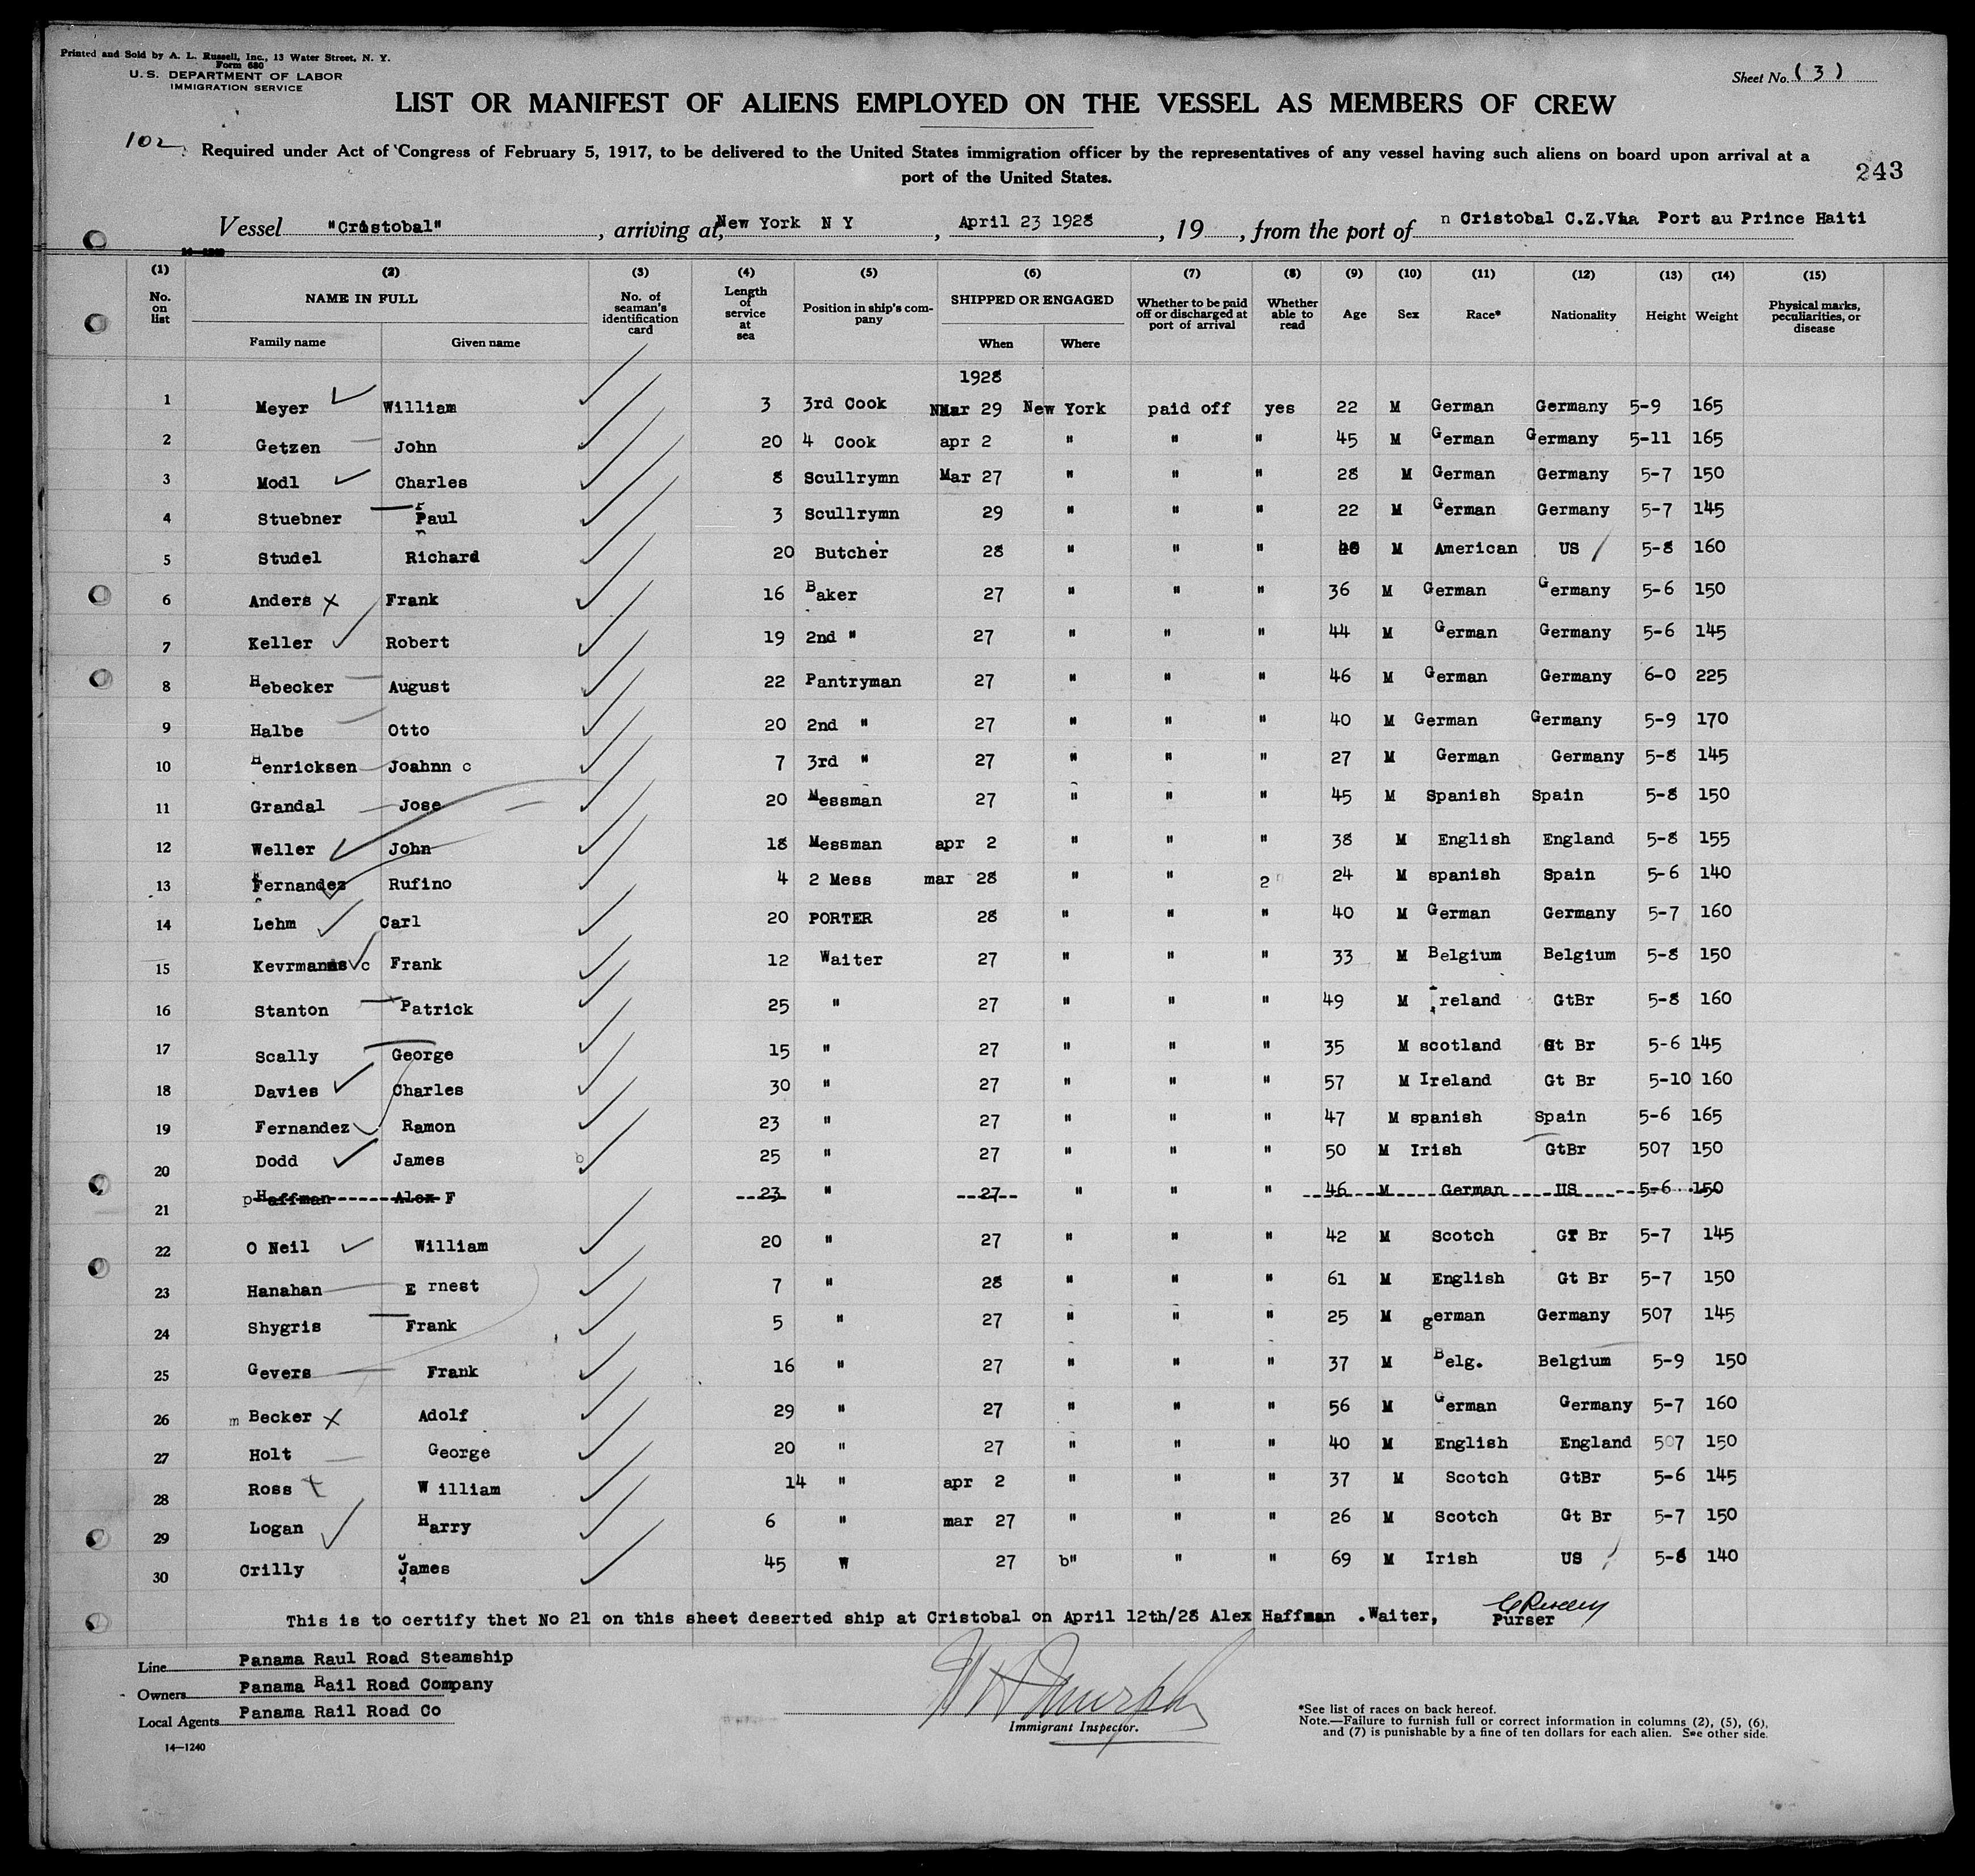 Printed and Sold by A. L. Russell, Inc., 13 Water Street, N. Y.
Form 680
U. S. DEPARTMENT OF LABOR
IMMIGRATION SERVICE
Sheet No. (3)
LIST OR MANIFEST OF ALIENS EMPLOYED ON THE VESSEL AS MEMBERS OF CREW
102
Required under Act of Congress of February 5, 1917, to be delivered to the United States immigration officer by the representatives of any vessel having such aliens on board upon arrival at a
port of the United States.
243
Vessel "Cristobal", arriving at, New York N Y, April 23 1928, 19, from the port of n Cristobal C.Z.Via Port au Prince Haiti
(1) (2) (3) (4) (5) (6) (7) (8) (9) (10) (11) (12) (13) (14) (15)
No. on list NAME IN FULL Family name Given name No. of seaman's identification card Length of service at sea Position in ship's company SHIPPED OR ENGAGED When Where Whether to be paid off or discharged at port of arrival Whether able to read Age Sex Race* Nationality Height Weight Physical marks, peculiarities, or disease
1928
1 Meyer William 3 3rd Cook Mar 29 New York paid off yes 22 M German Germany 5-9 165
2 Getzen John 20 4 Cook apr 2 " " " 45 M German Germany 5-11 165
3 Modl Charles 8 Scullrymn Mar 27 " " " 28 M German Germany 5-7 150
4 Stuebner Paul 3 Scullrymn 29 " " " 22 M German Germany 5-7 145
5 Studel Richard 20 Butcher 28 " " " M American US 5-8 160
6 Anders Frank 16 Baker 27 " " " 36 M German Germany 5-6 150
7 Keller Robert 19 2nd " 27 " " " 44 M German Germany 5-6 145
8 Hebecker August 22 Pantryman 27 " " " 46 M German Germany 6-0 225
9 Halbe Otto 20 2nd " 27 " " " 40 M German Germany 5-9 170
10 Henricksen Joahnn c 7 3rd " 27 " " " 27 M German Germany 5-8 145
11 Grandal Jose 20 Messman 27 " " " 45 M Spanish Spain 5-8 150
12 Weller John 18 Messman apr 2 " " " 38 M English England 5-8 155
13 Fernandez Rufino 4 2 Mess mar 28 " " 2" 24 M spanish Spain 5-6 140
14 Lehm Carl 20 PORTER 28 " " " 40 M German Germany 5-7 160
15 Kevrmanns c Frank 12 Waiter 27 " " " 33 M Belgium Belgium 5-8 150
16 Stanton Patrick 25 " 27 " " " 49 M Ireland GtBr 5-8 160
17 Scally George 15 " 27 " " " 35 M scotland Gt Br 5-6 145
18 Davies Charles 30 " 27 " " " 57 M Ireland Gt Br 5-10 160
19 Fernandez Ramon 23 " 27 " " " 47 M spanish Spain 5-6 165
20 Dodd James b 25 " 27 " " " 50 M Irish GtBr 507 150
21 p Haffman Alex F 23 " 27 " " " 46 M German US 5-6 150
22 O Neil William 20 " 27 " " " 42 M Scotch GT Br 5-7 145
23 Hanahan E rnest 7 " 28 " " " 61 M English Gt Br 5-7 150
24 Shygris Frank 5 " 27 " " " 25 M german Germany 507 145
25 Gevers Frank 16 " 27 " " " 37 M Belg. Belgium 5-9 150
26 m Becker Adolf 29 " 27 " " " 56 M German Germany 5-7 160
27 Holt George 20 " 27 " " " 40 M English England 507 150
28 Ross W illiam 14 " apr 2 " " " 37 M Scotch GtBr 5-6 145
29 Logan Harry 6 " mar 27 " " " 26 M Scotch Gt Br 5-7 150
30 Crilly James 45 W 27 b" " " 69 M Irish US 5-8 140
This is to certify thet No 21 on this sheet deserted ship at Cristobal on April 12th/28 Alex Haffman .Waiter, Purser
Line Panama Raul Road Steamship
Owners Panama Rail Road Company
Local Agents Panama Rail Road Co
14—1240
Immigrant Inspector.
*See list of races on back hereof.
Note.—Failure to furnish full or correct information in columns (2), (5), (6),
and (7) is punishable by a fine of ten dollars for each alien. See other side.